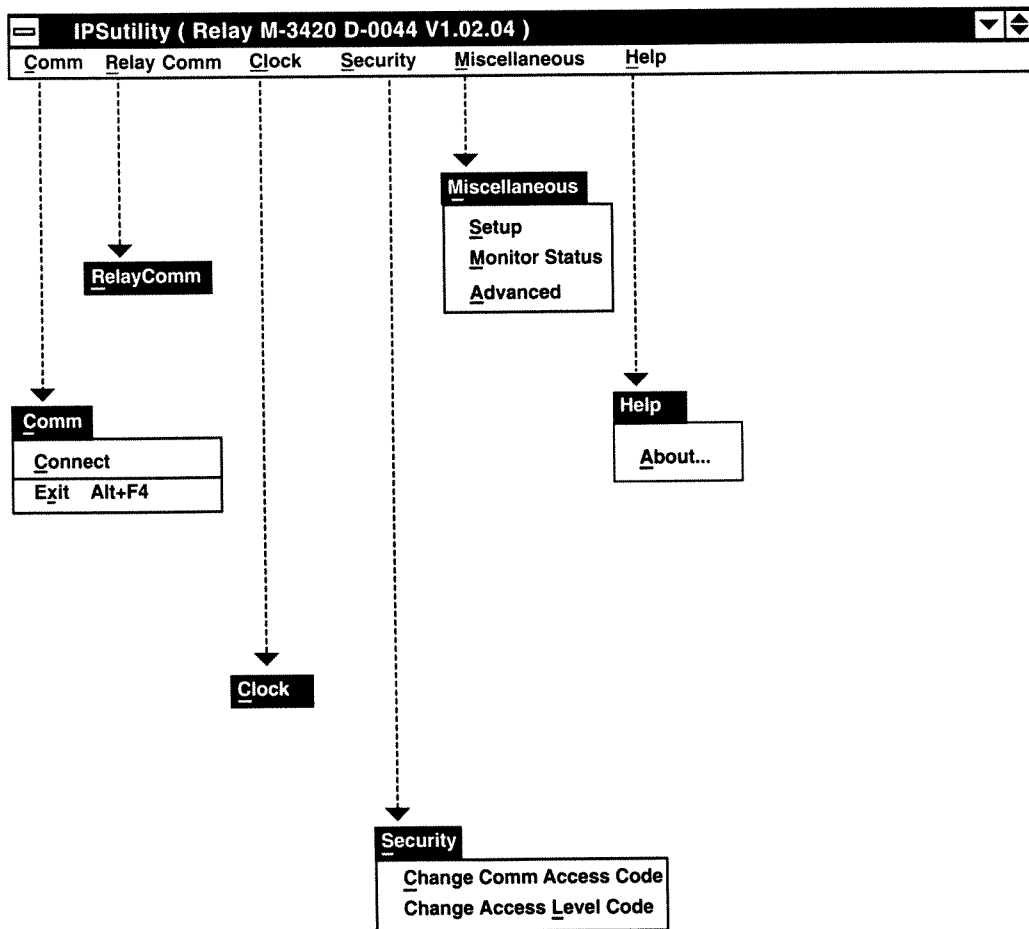 IPSutility ( Relay M-3420 D-0044 V1.02.04 )
Comm Relay Comm Clock Security Miscellaneous Help
Miscellaneous
Setup
Monitor Status
Advanced
RelayComm
Comm
Connect
Exit Alt+F4
Help
About...
Clock
Security
Change Comm Access Code
Change Access Level Code